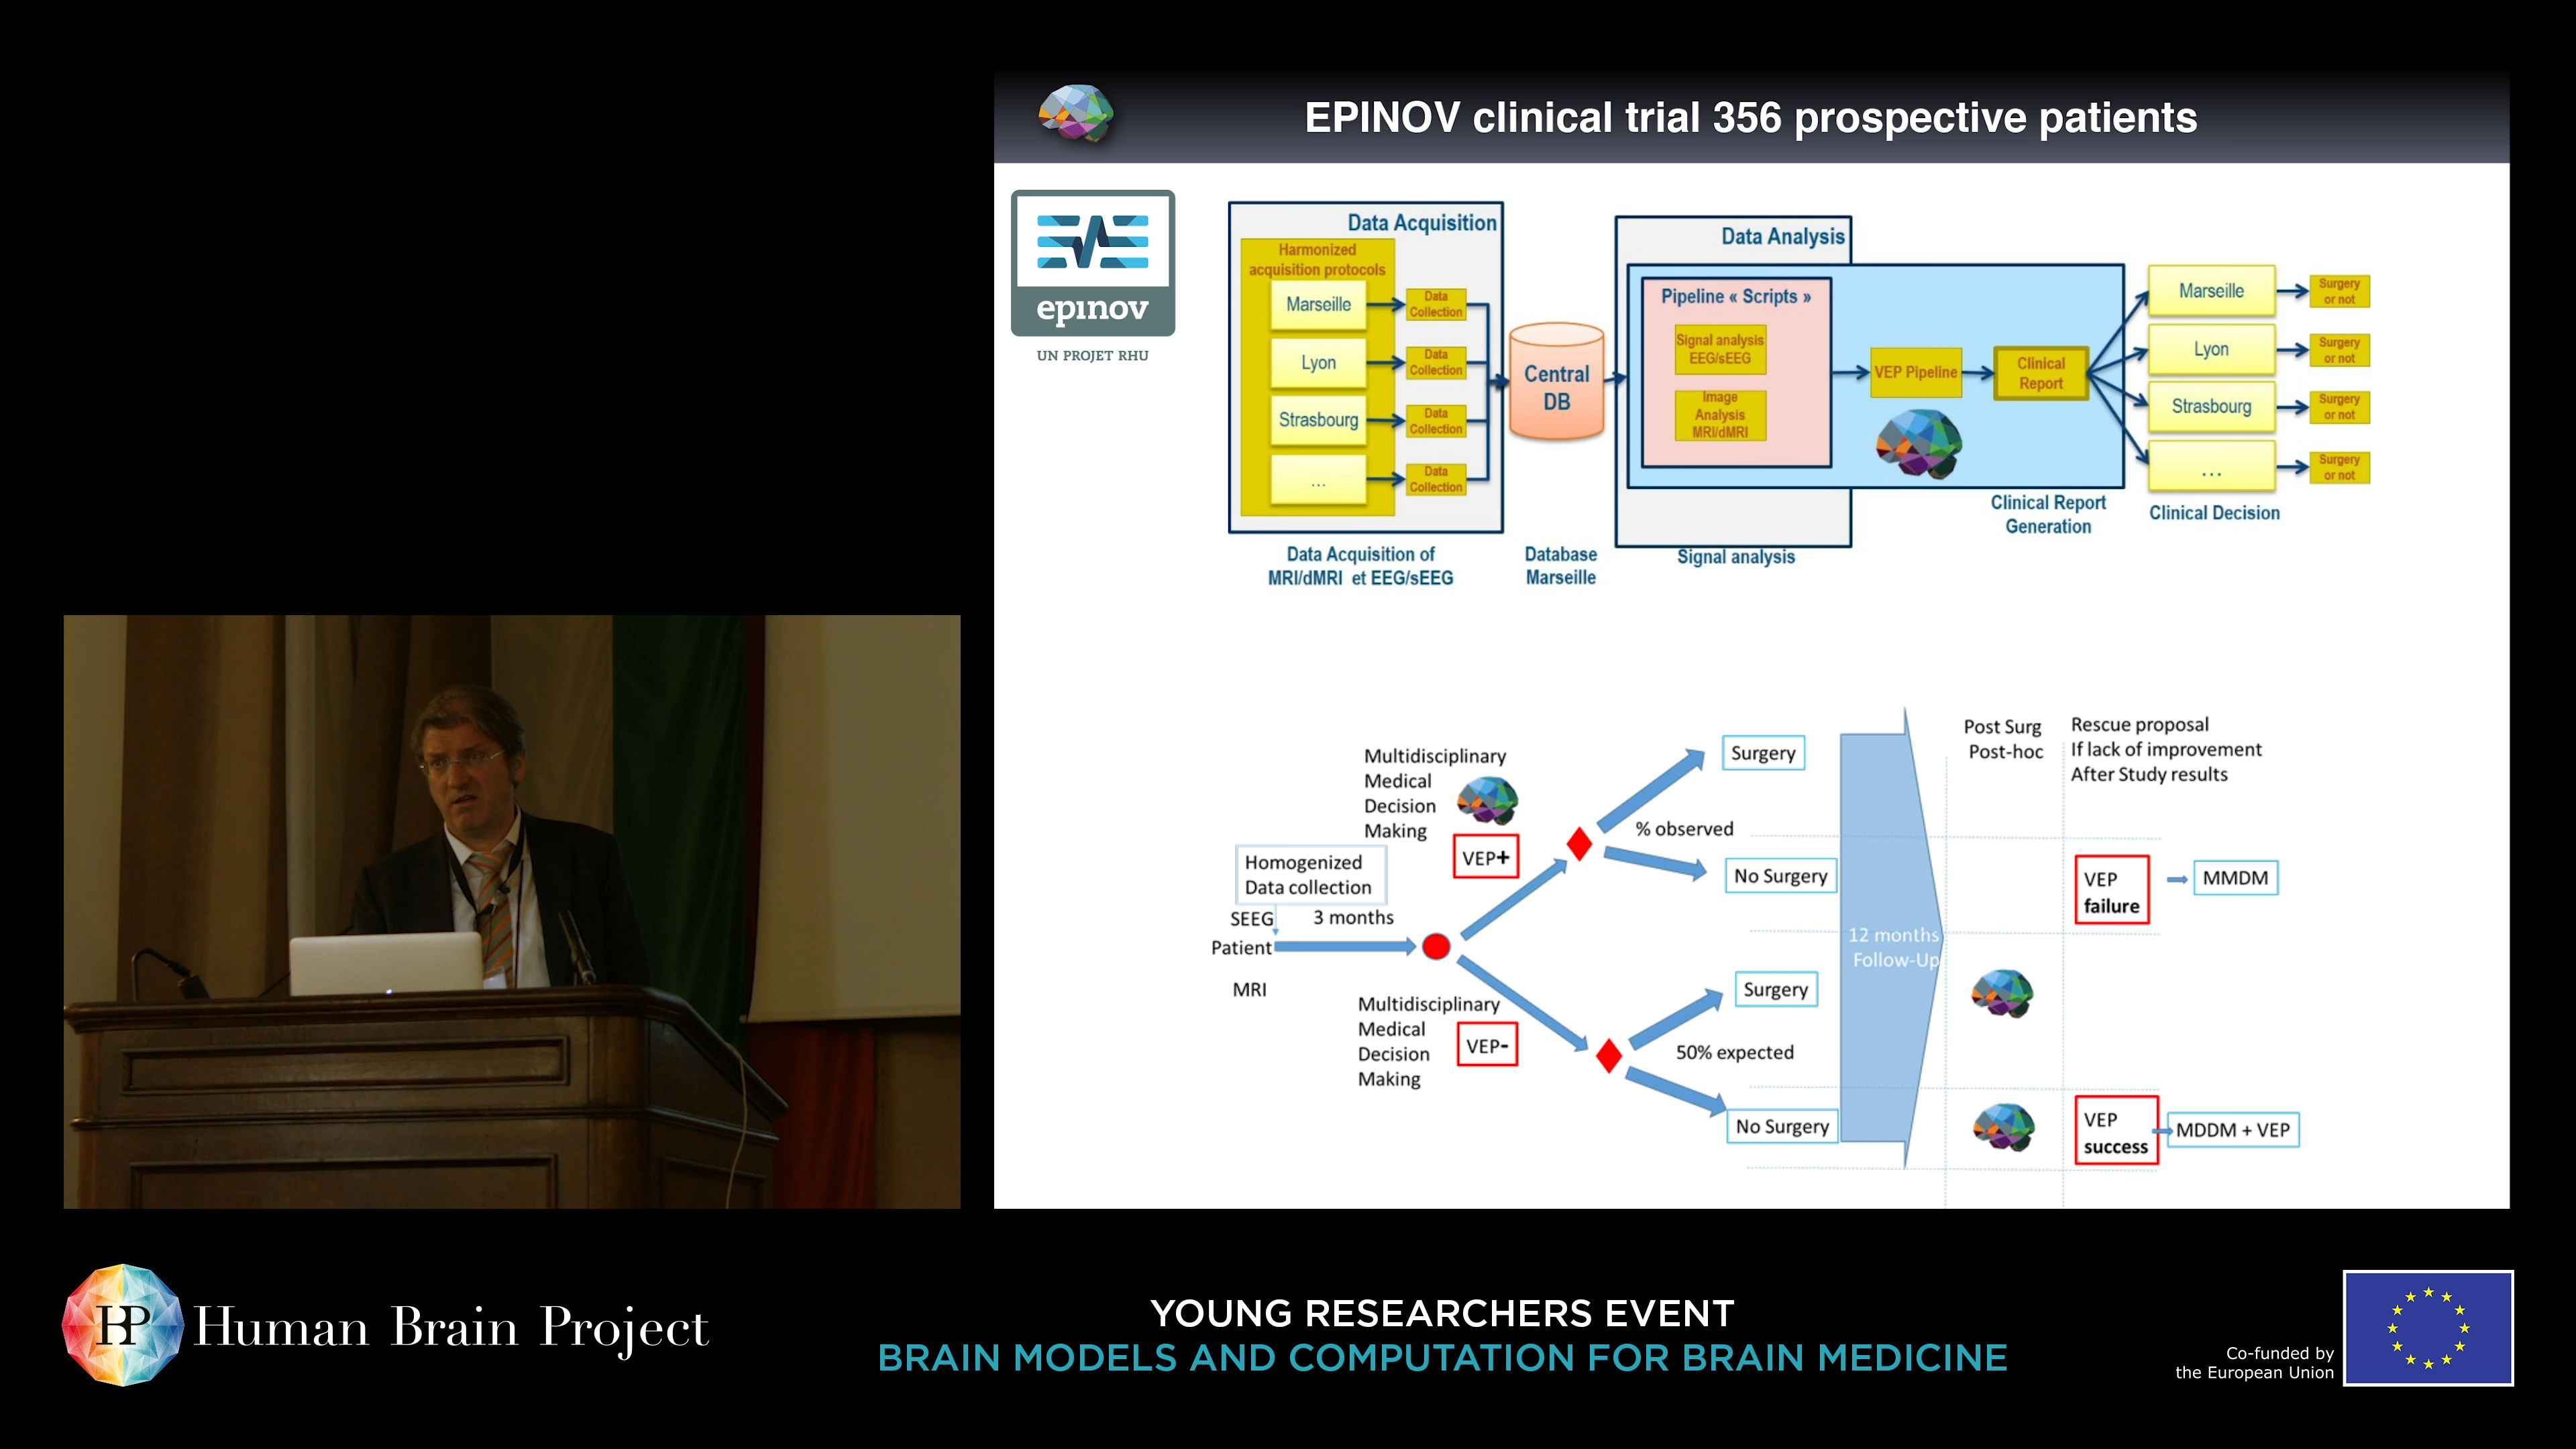 EPINOV clinical trial 356 prospective patients
epinov
UN PROJET RHU
Data Acquisition
Harmonized
acquisition protocols
Marseille
Data
Collection
Lyon
Data
Collection
Strasbourg
Data
Collection
...
Data
Collection
Data Acquisition of
MRI/dMRI et EEG/sEEG
Central
DB
Database
Marseille
Data Analysis
Pipeline « Scripts »
Signal analysis
EEG/sEEG
Image
Analysis
MRI/dMRI
Signal analysis
VEP Pipeline
Clinical
Report
Clinical Report
Generation
Marseille
Surgery
or not
Lyon
Surgery
or not
Strasbourg
Surgery
or not
...
Surgery
or not
Clinical Decision
Multidisciplinary
Medical
Decision
Making
VEP+
Homogenized
Data collection
SEEG
3 months
Patient
MRI
Multidisciplinary
Medical
Decision
Making
VEP-
Surgery
% observed
No Surgery
Surgery
50% expected
No Surgery
12 months
Follow-Up
Post Surg
Post-hoc
Rescue proposal
If lack of improvement
After Study results
VEP
failure
MMDM
VEP
success
MDDM + VEP
HBP
Human Brain Project
YOUNG RESEARCHERS EVENT
BRAIN MODELS AND COMPUTATION FOR BRAIN MEDICINE
Co-funded by
the European Union